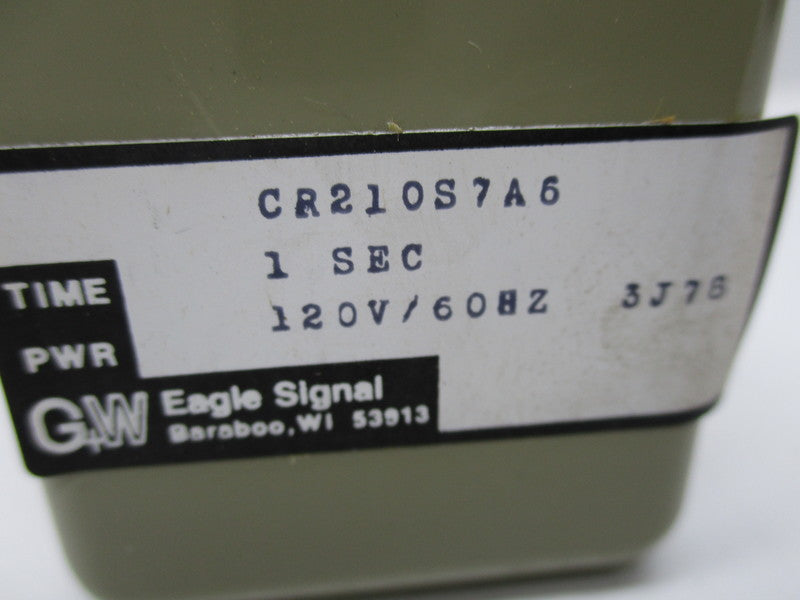 CR210S7A6
TIME 1 SEC
PWR 120V/60HZ 3J78
G+W Eagle Signal
Baraboo, WI 53913